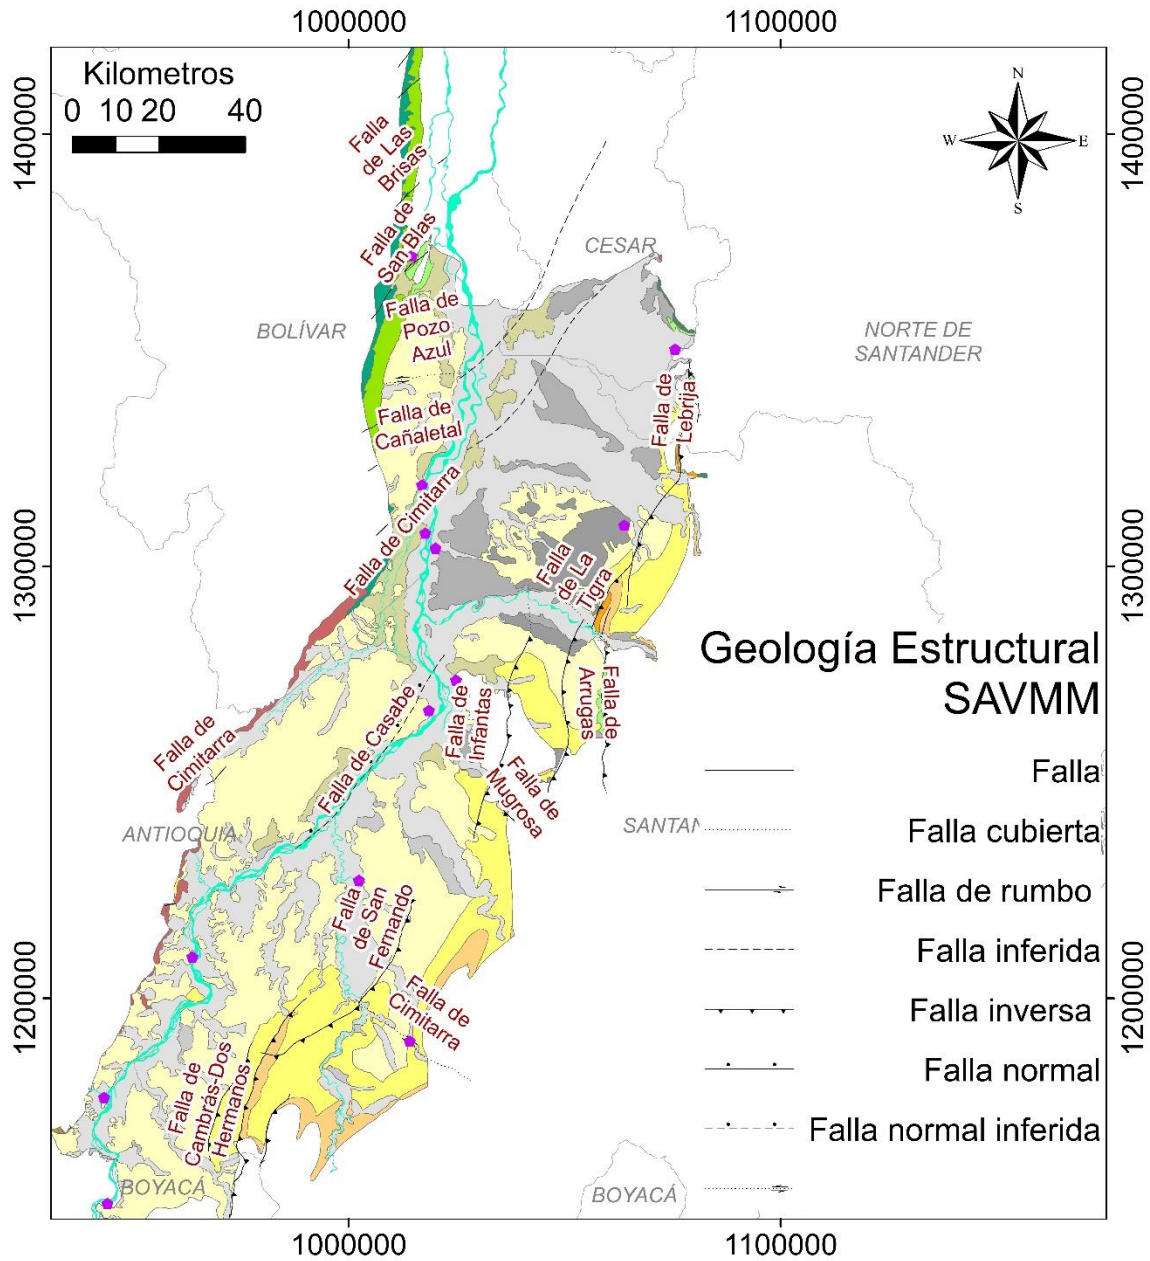 1000000
1100000
Kilometros
0 10 20 40
N
W
E
S
1400000
1400000
Falla
de Las
Brisas
Falla de
San Blas
CESAR
BOLÍVAR
Falla de
Pozo
Azul
NORTE DE
SANTANDER
Falla de
Lebrija
Falla de
Cañaletal
Falla de Cimitarra
1300000
1300000
Falla
de La
Tigra
Geología Estructural
SAVMM
Falla de
Arrugas
Falla de
Infantas
Falla de Casabe
Falla de
Cimitarra
Falla de
Mugrosa
ANTIOQUIA
SANTAN
Falla
Falla cubierta
Falla de rumbo
Falla inferida
Falla inversa
Falla normal
Falla normal inferida
Falla
de San
Fernando
1200000
1200000
Falla de
Cimitarra
Falla de
Cambrás-Dos
Hermanos
BOYACÁ
BOYACÁ
1000000
1100000